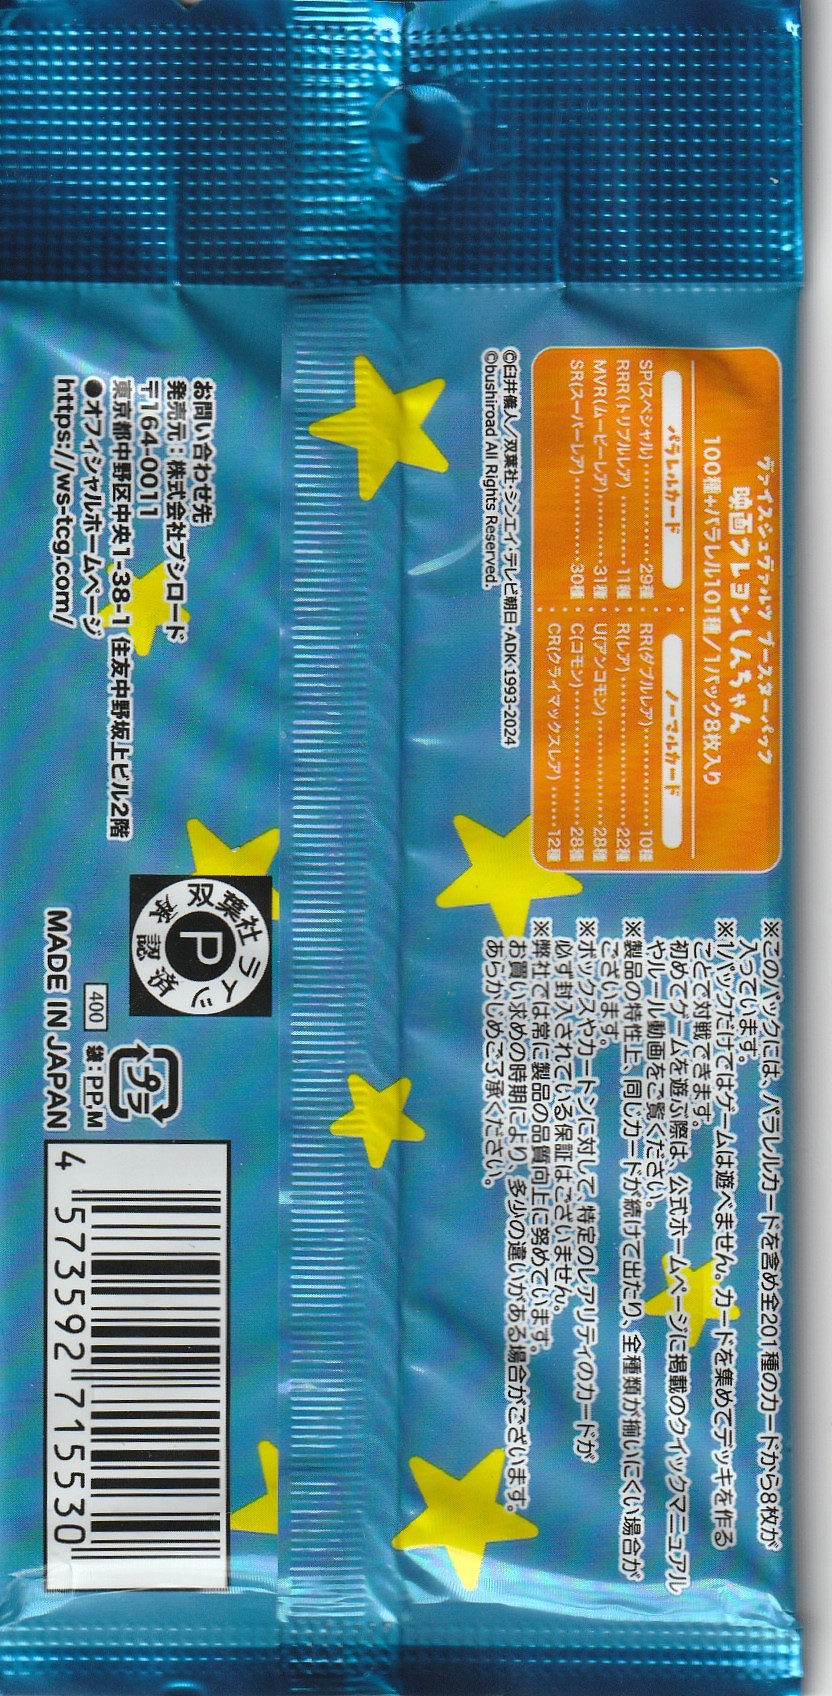 ヴァイスシュヴァルツ ブースターパック
映画クレヨンしんちゃん
100種+パラレル101種/1パック8枚入り
パラレルカード
SP(スペシャル)············29種
RRR(トリプルレア)·········11種
MVR(ムービーレア)·······31種
SR(スーパーレア)···········30種
ノーマルカード
RR(ダブルレア)···········10種
R(レア)·····················22種
U(アンコモン)·············28種
C(コモン)··················28種
CR(クライマックスレア)······12種
©臼井儀人/双葉社・シンエイ・テレビ朝日・ADK 1993-2024
©bushiroad All Rights Reserved.
※このパックには、パラレルカードを含め全201種のカードから8枚が
入っています。
※1パックだけではゲームは遊べません。カードを集めてデッキを作る
ことで対戦できます。
初めてゲームを遊ぶ際は、公式ホームページに掲載のクイックマニュアル
やルール動画をご覧ください。
※製品の特性上、同じカードが続けて出たり、全種類が揃いにくい場合が
ございます。
※ボックスやカートンに対して、特定のレアリティのカードが
必ず封入されている保証はございません。
※弊社では常に製品の品質向上に努めています。
お買い求めの時期により、多少の違いがある場合がございます。
あらかじめご了承ください。
お問い合わせ先
発売元:株式会社ブシロード
〒164-0011
東京都中野区中央1-38-1 住友中野坂上ビル2階
●オフィシャルホームページ
https://ws-tcg.com/
双葉社ライツ
P
承認済
プラ
袋:PP,M
400
MADE IN JAPAN
4 573592 715530